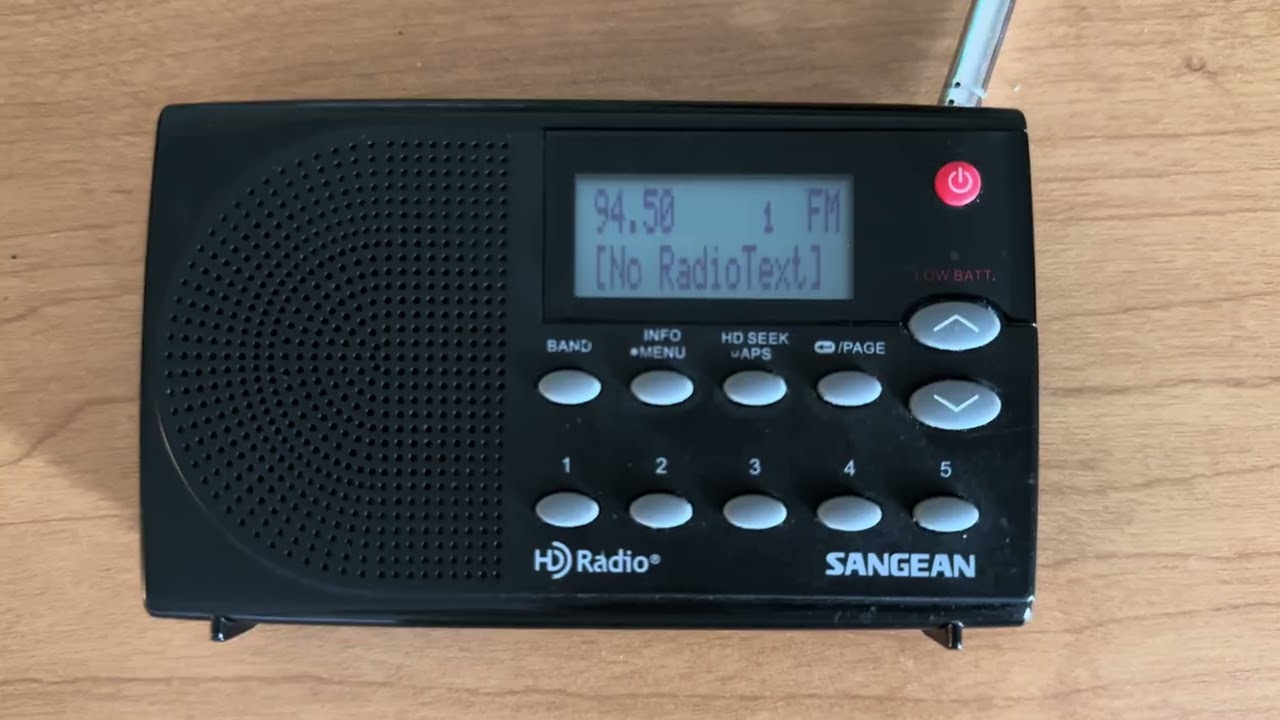 94.50 1 FM
[No RadioText]
LOW BATT.
BAND
INFO
MENU
HD SEEK
APS
/PAGE
1 2 3 4 5
HD Radio®
SANGEAN